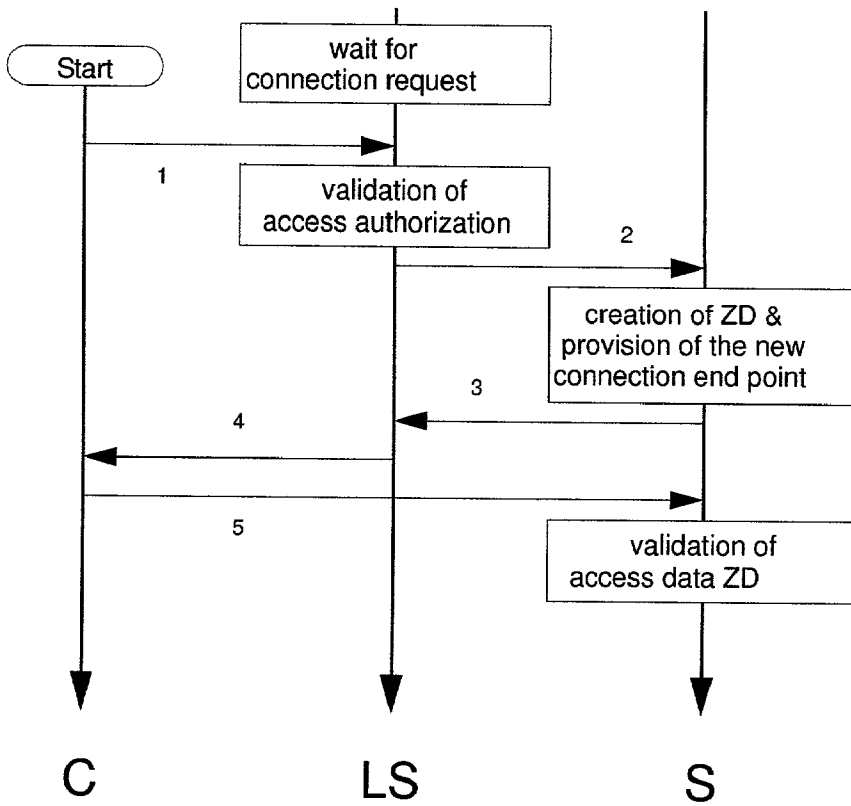 wait for
connection request
Start
1
validation of
access authorization
2
creation of ZD &
provision of the new
connection end point
3
4
5
validation of
access data ZD
C
LS
S